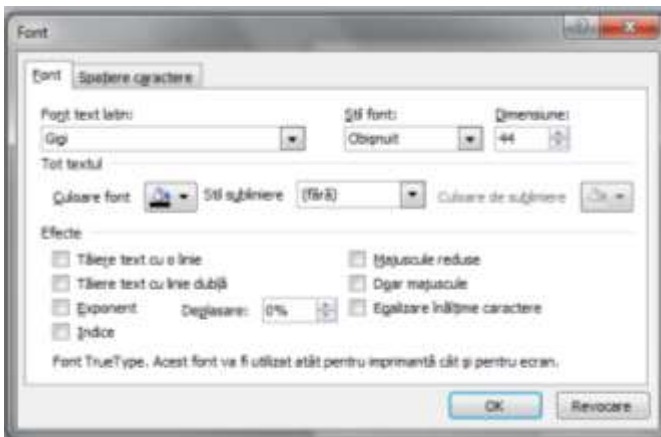 Font
Font Spațiere caractere
Font text latin: Stil font: Dimensiune:
Gigi Obișnuit 44
Tot textul
Culoare font Stil subliniere (fără) Culoare de subliniere
Efecte
Tăiere text cu o linie Majuscule reduse
Tăiere text cu linie dublă Doar majuscule
Exponent Deplasare: 0% Egalizare înălțime caractere
Indice
Font TrueType. Acest font va fi utilizat atât pentru imprimantă cât și pentru ecran.
OK Revocare